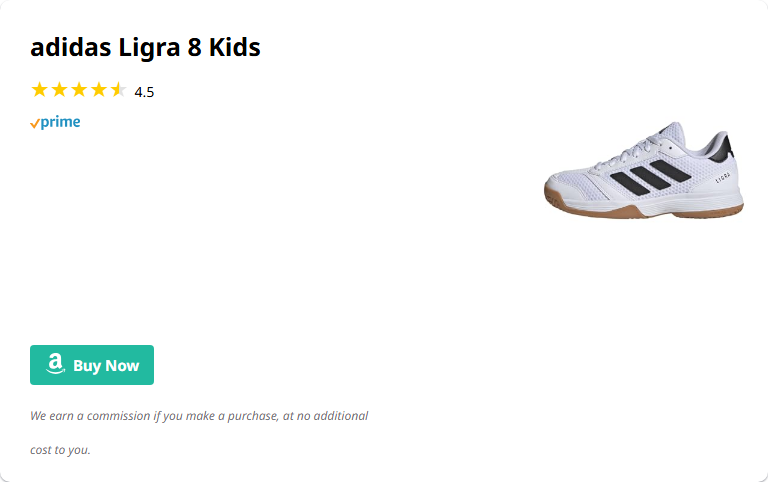 adidas Ligra 8 Kids
4.5
prime
Buy Now
We earn a commission if you make a purchase, at no additional
cost to you.
LIGRA